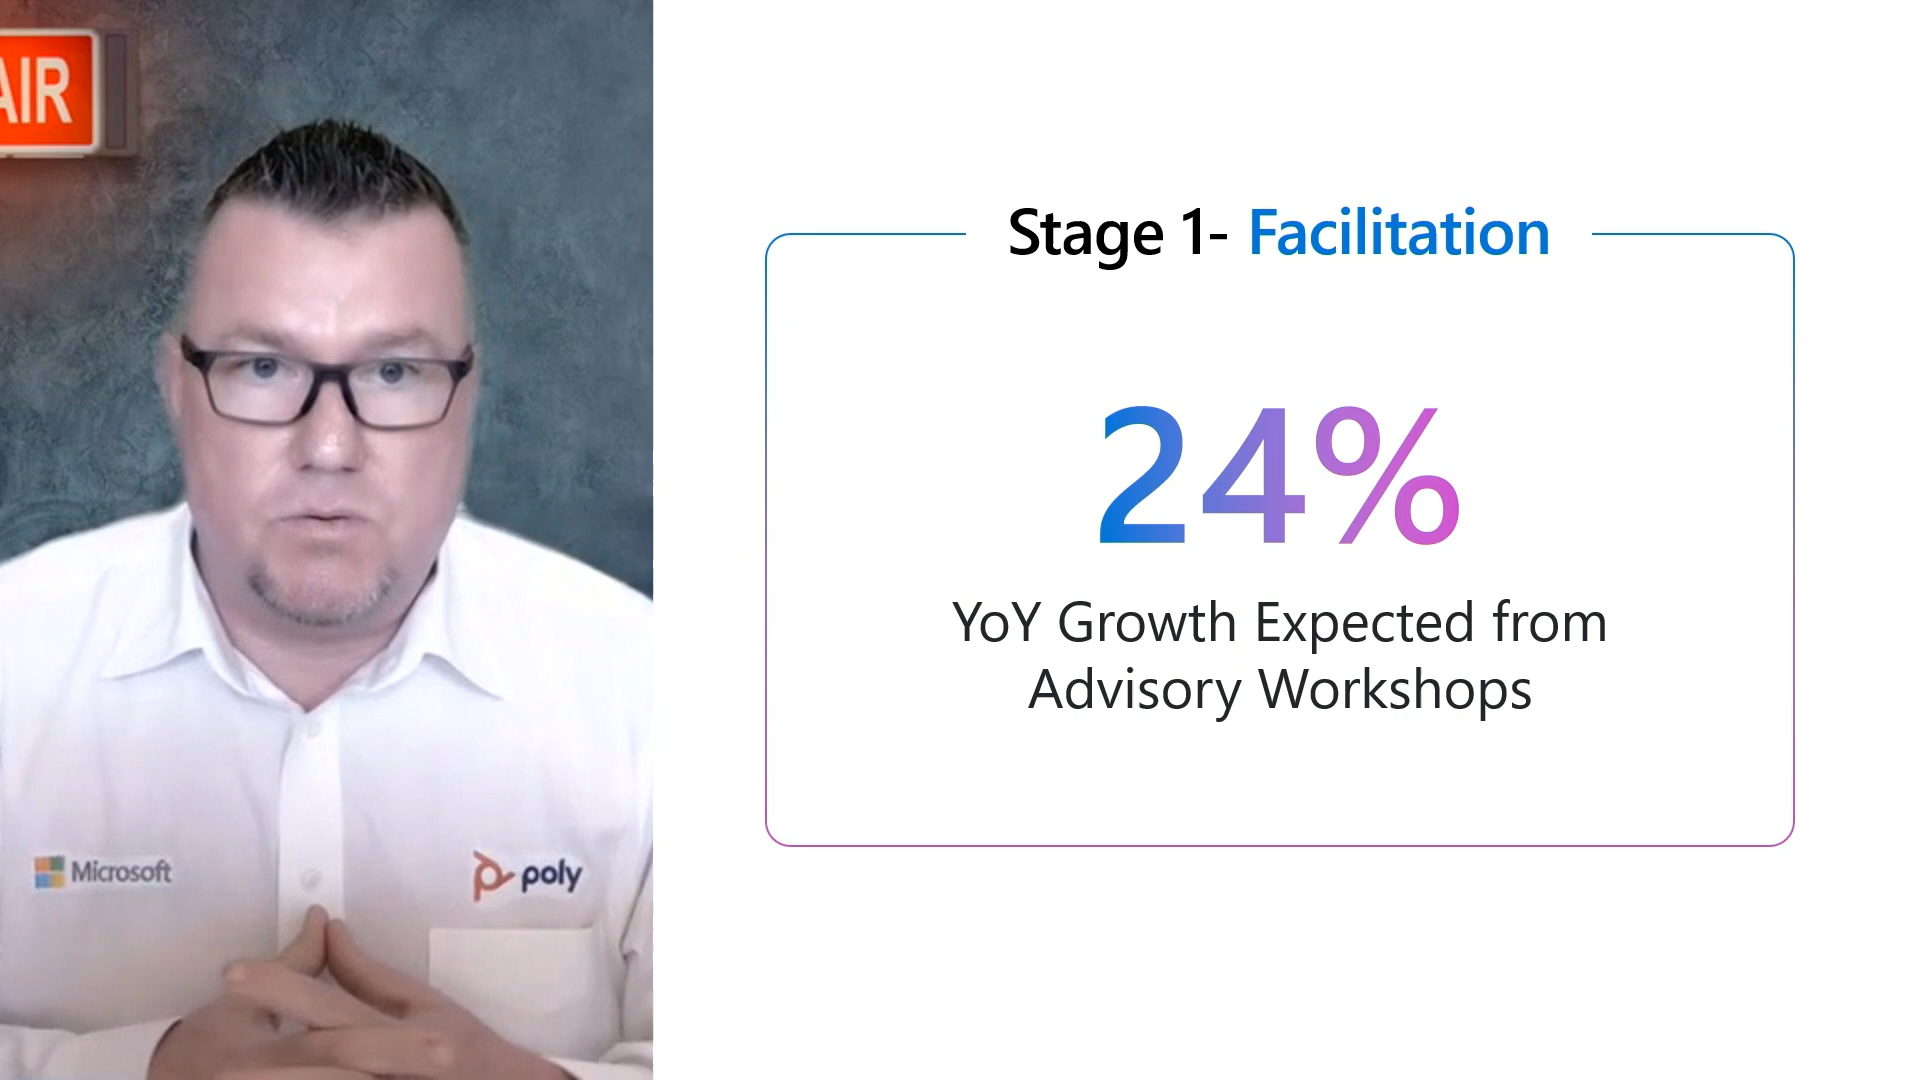 AIR
Microsoft
poly
Stage 1- Facilitation
24%
YoY Growth Expected from
Advisory Workshops